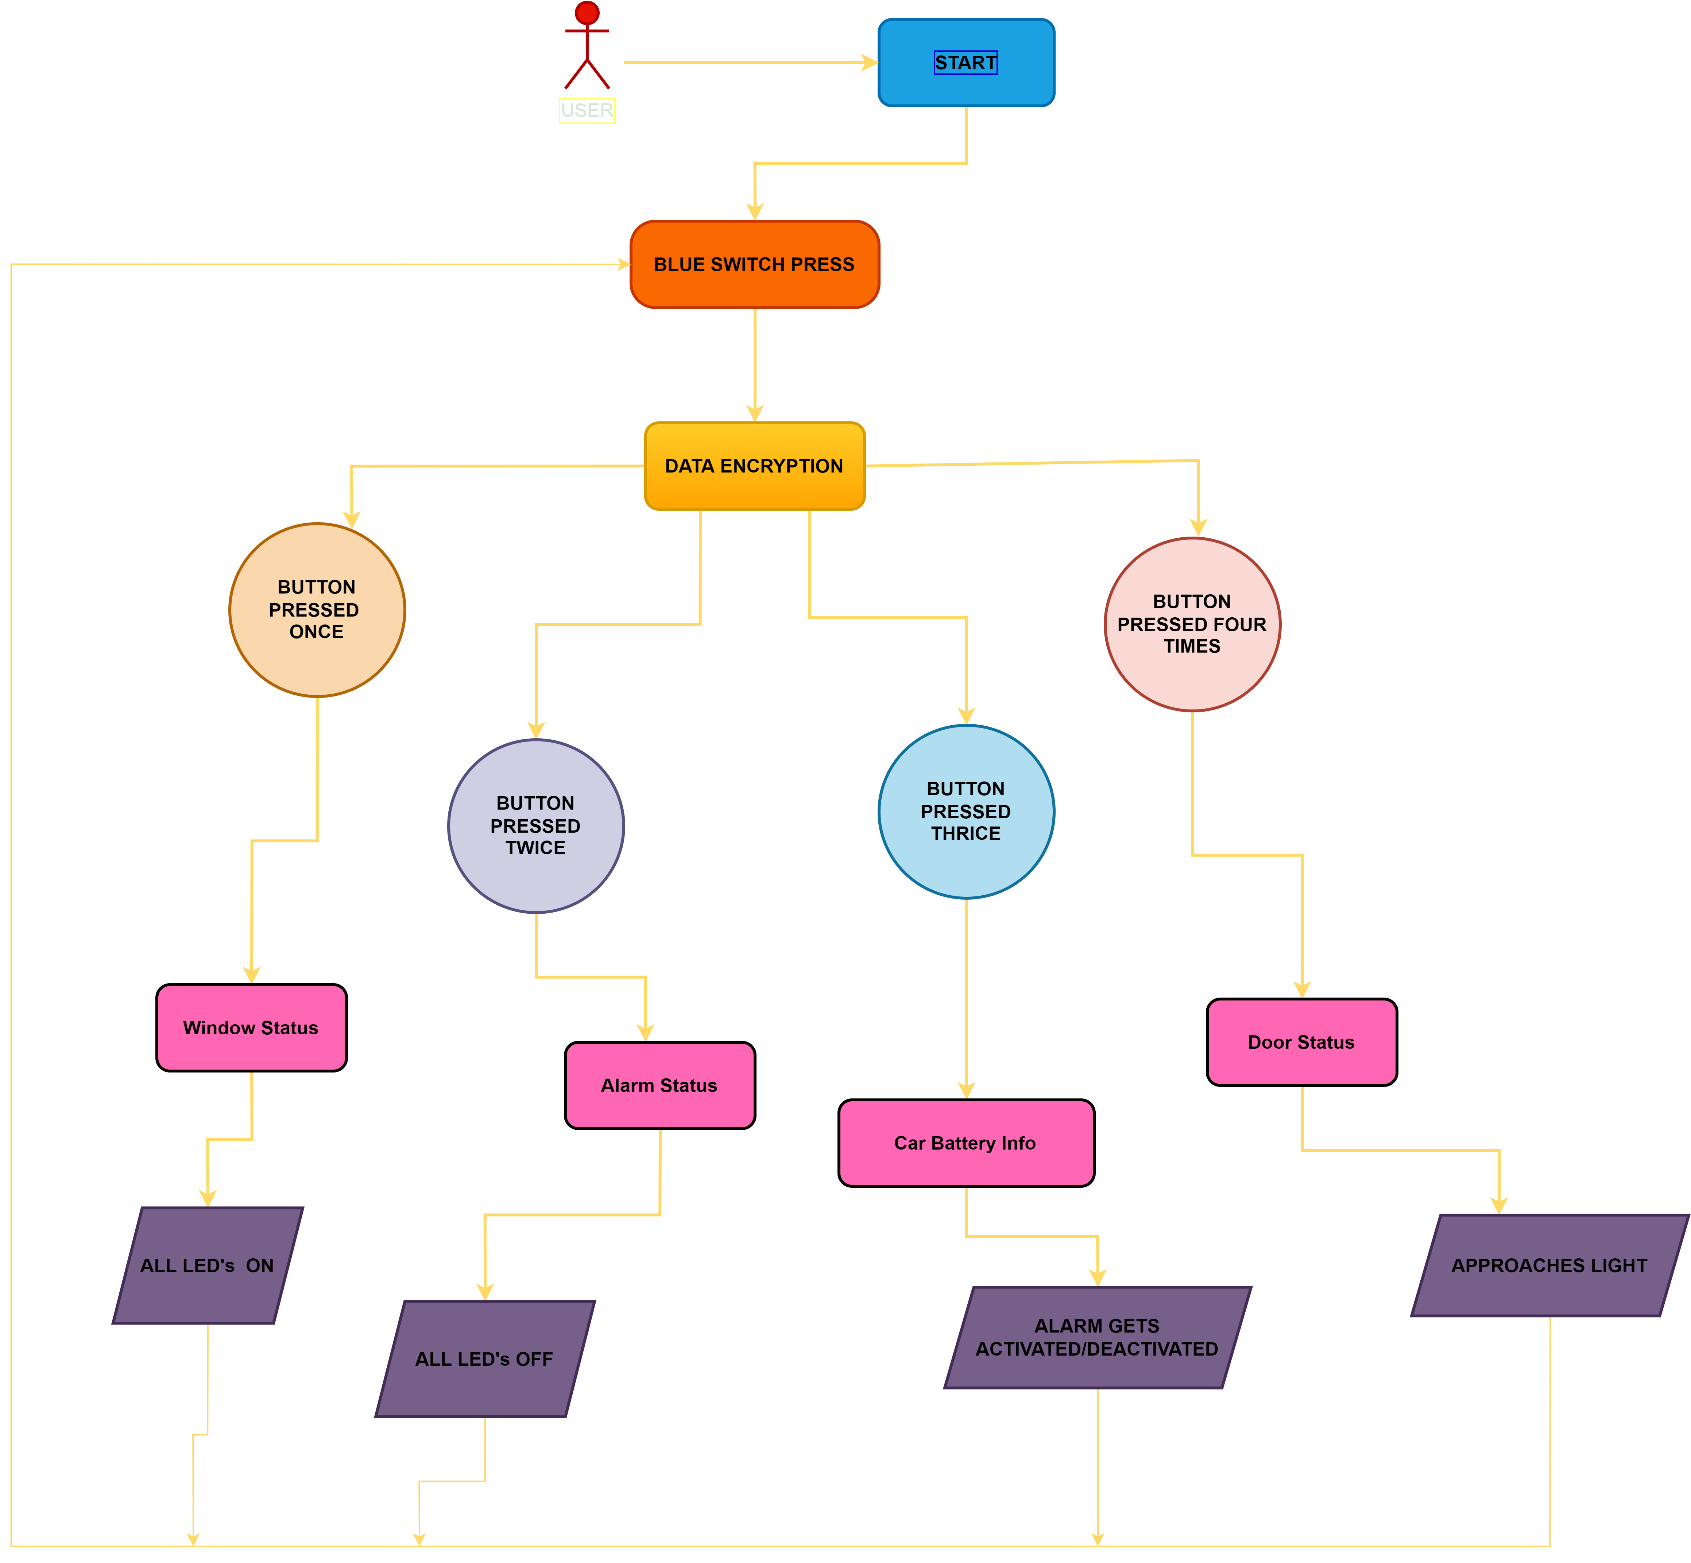 START
USER
BLUE SWITCH PRESS
DATA ENCRYPTION
BUTTON
PRESSED
ONCE
BUTTON
PRESSED FOUR
TIMES
BUTTON
PRESSED
TWICE
BUTTON
PRESSED
THRICE
Window Status
Alarm Status
Car Battery Info
Door Status
ALL LED's  ON
ALL LED's OFF
ALARM GETS
ACTIVATED/DEACTIVATED
APPROACHES LIGHT